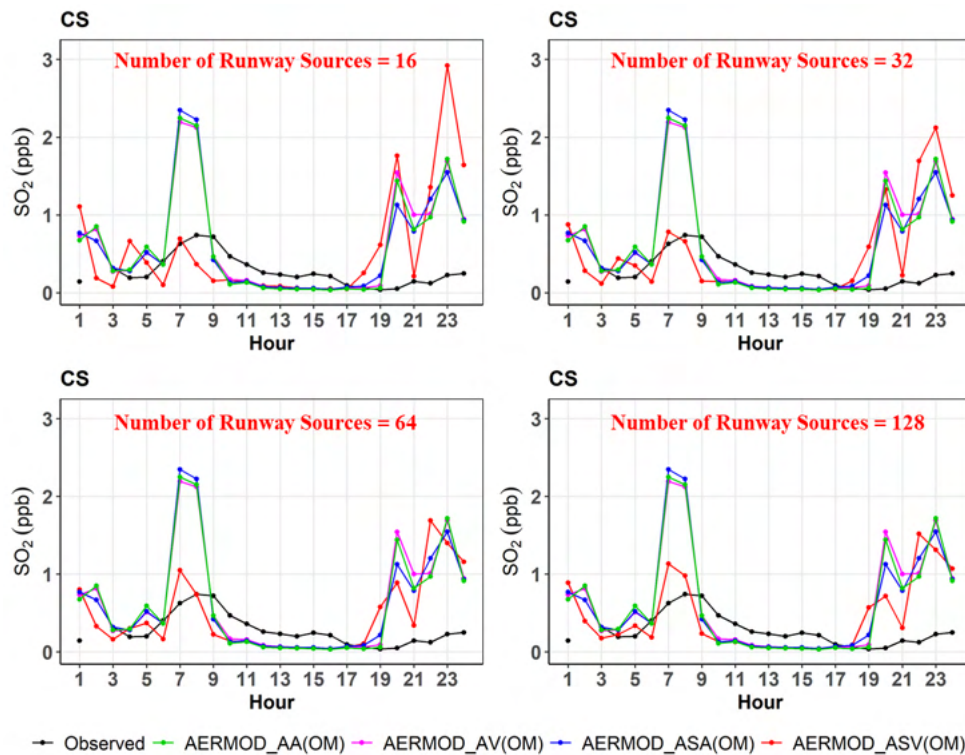 CS
Number of Runway Sources = 16
3
2
1
0
SO₂ (ppb)
1 3 5 7 9 11 13 15 17 19 21 23
Hour
CS
Number of Runway Sources = 32
3
2
1
0
SO₂ (ppb)
1 3 5 7 9 11 13 15 17 19 21 23
Hour
CS
Number of Runway Sources = 64
3
2
1
0
SO₂ (ppb)
1 3 5 7 9 11 13 15 17 19 21 23
Hour
CS
Number of Runway Sources = 128
3
2
1
0
SO₂ (ppb)
1 3 5 7 9 11 13 15 17 19 21 23
Hour
Observed AERMOD_AA(OM) AERMOD_AV(OM) AERMOD_ASA(OM) AERMOD_ASV(OM)